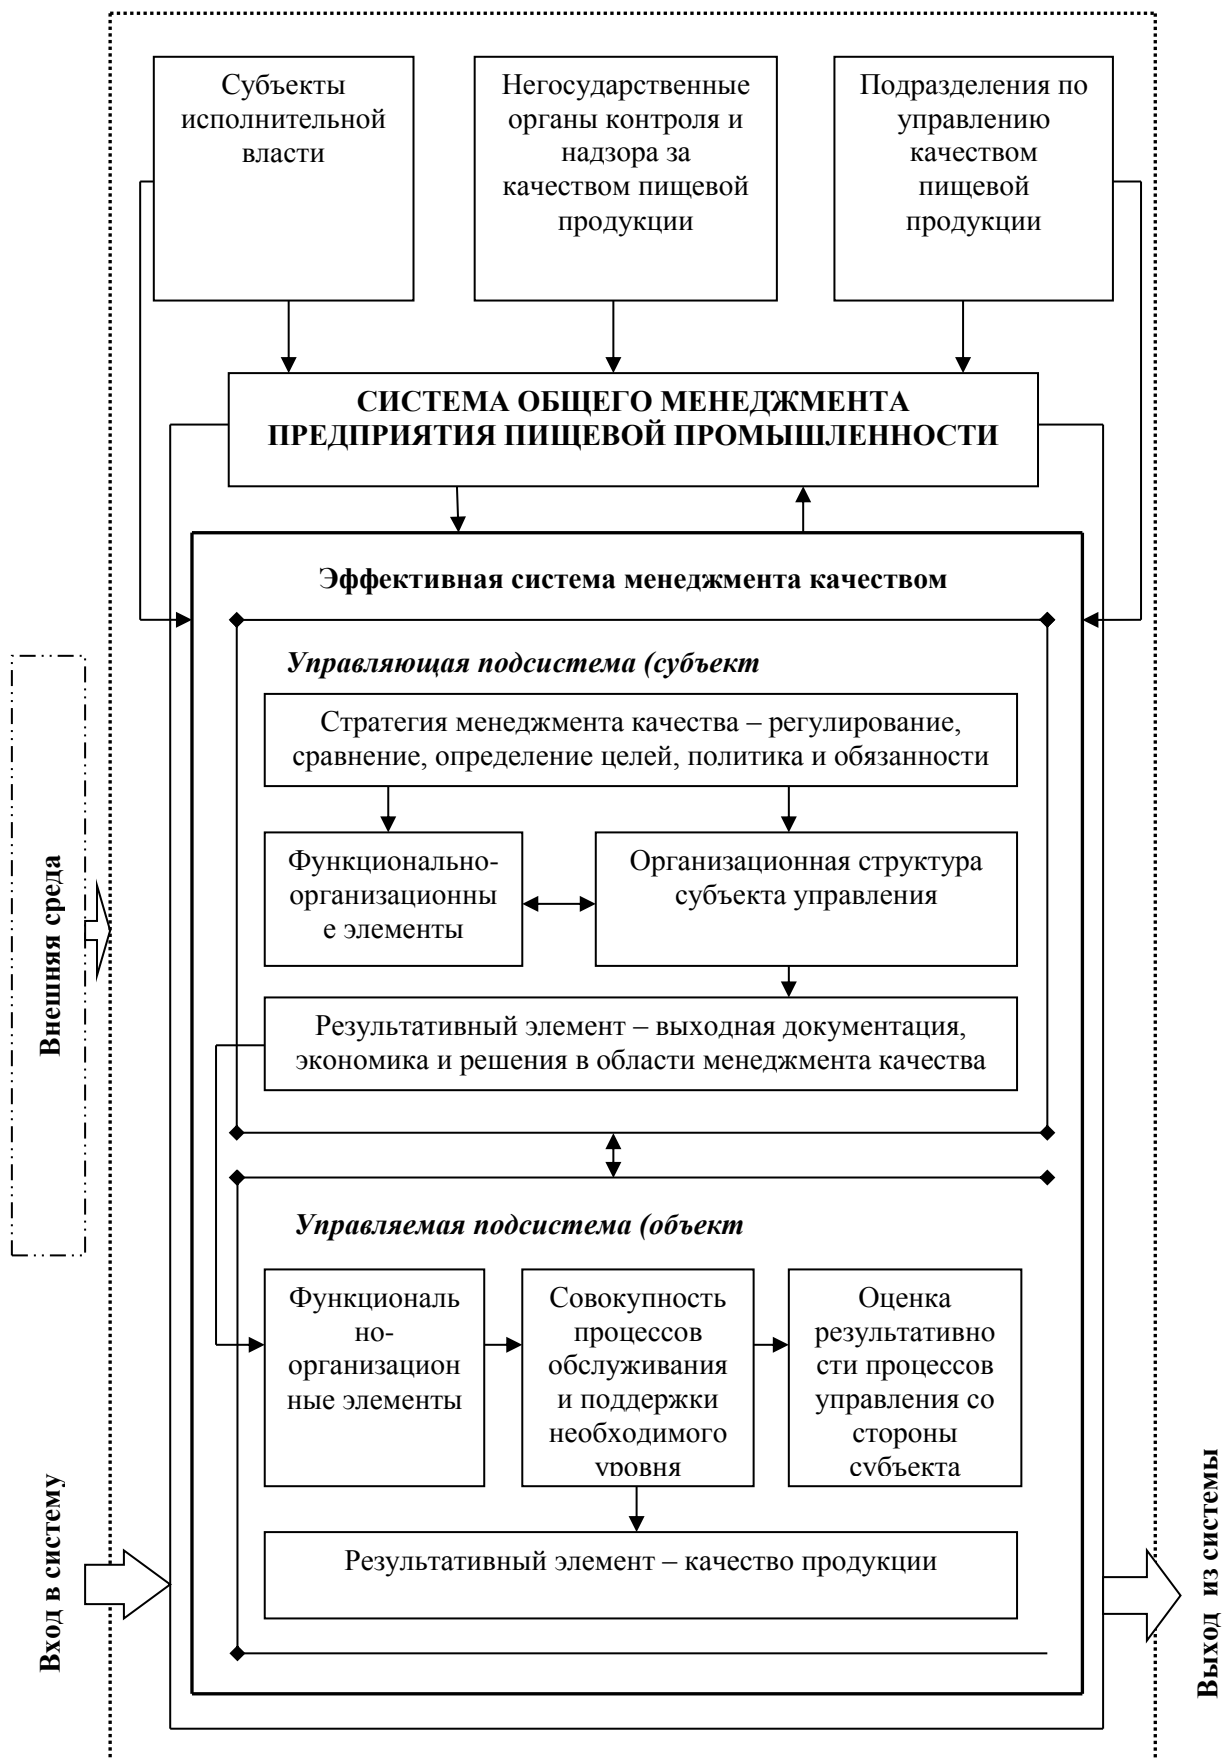 Субъекты
исполнительной
власти
Негосударственные
органы контроля и
надзора за
качеством пищевой
продукции
Подразделения по
управлению
качеством
пищевой
продукции
СИСТЕМА ОБЩЕГО МЕНЕДЖМЕНТА
ПРЕДПРИЯТИЯ ПИЩЕВОЙ ПРОМЫШЛЕННОСТИ
Эффективная система менеджмента качеством
Управляющая подсистема (субъект
Стратегия менеджмента качества – регулирование,
сравнение, определение целей, политика и обязанности
Функционально-
организационны
е элементы
Организационная структура
субъекта управления
Результативный элемент – выходная документация,
экономика и решения в области менеджмента качества
Внешняя среда
Управляемая подсистема (объект
Функциональ
но-
организацион
ные элементы
Совокупность
процессов
обслуживания
и поддержки
необходимого
уровня
Оценка
результативно
сти процессов
управления со
стороны
субъекта
Результативный элемент – качество продукции
Вход в систему
Выход из системы